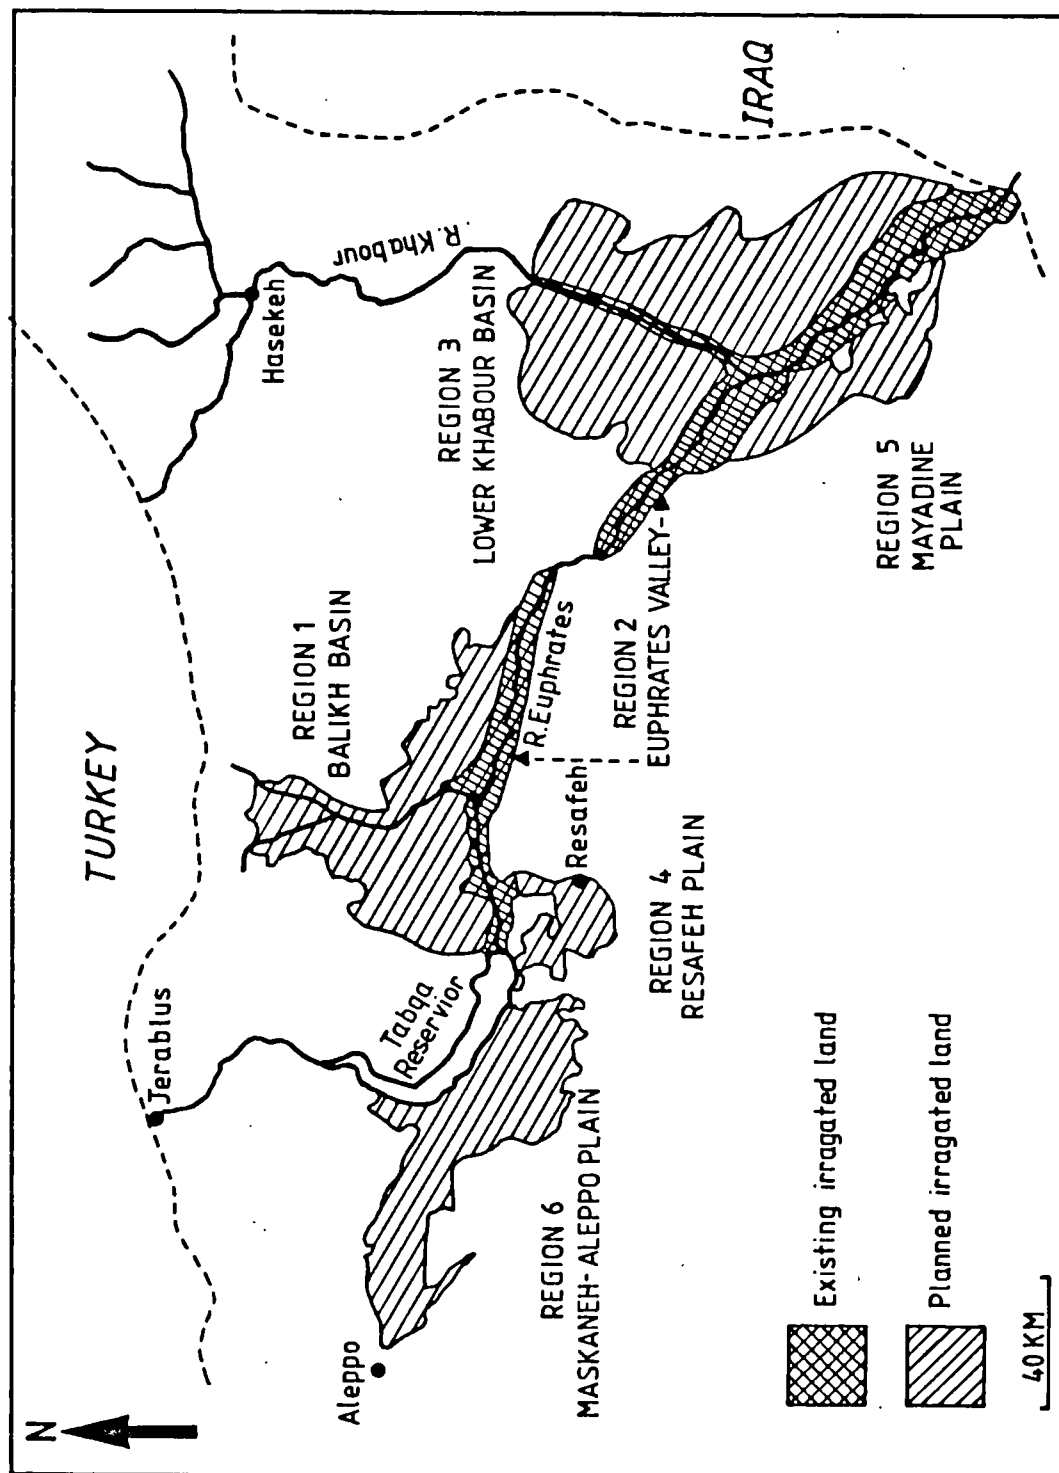 N
TURKEY
IRAQ
Jerablus
Hasekeh
R. Khabour
Aleppo
Tabqa
Reservior
REGION 1
BALIKH BASIN
REGION 3
LOWER KHABOUR BASIN
R. Euphrates
Resafeh
REGION 2
EUPHRATES VALLEY
REGION 4
RESAFEH PLAIN
REGION 5
MAYADINE
PLAIN
REGION 6
MASKANEH-ALEPPO PLAIN
Existing irragated land
Planned irragated land
40 KM